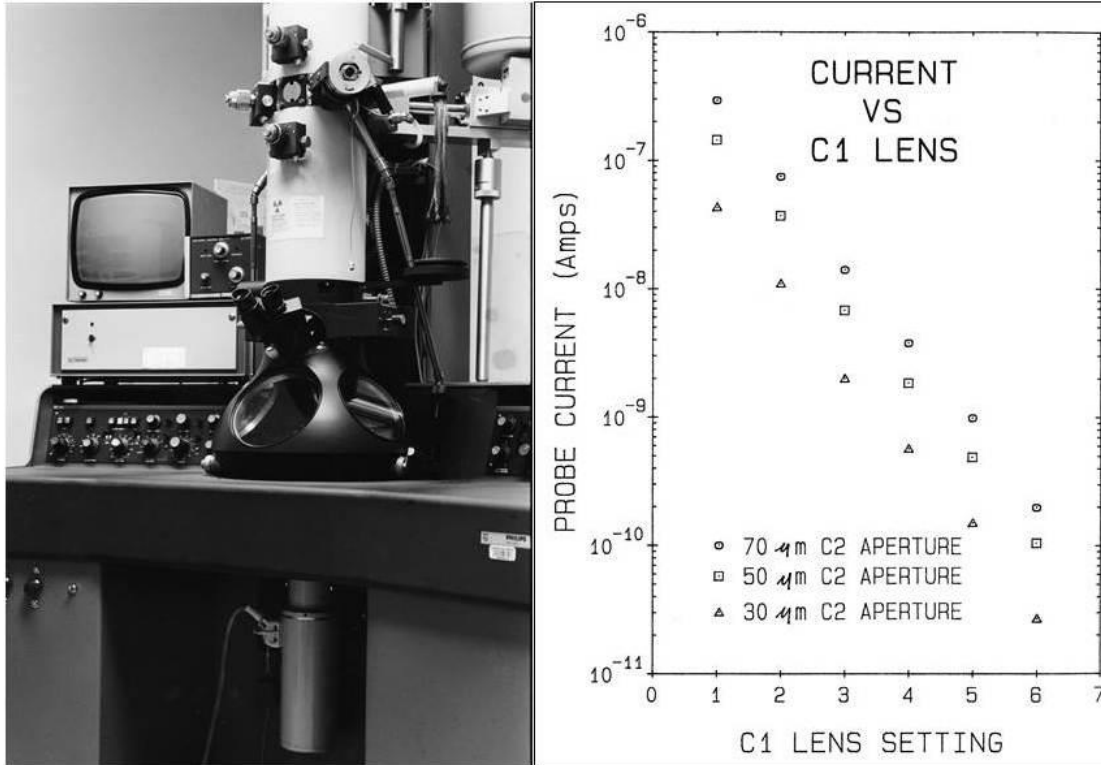 PHILIPS
CURRENT
VS
C1 LENS
PROBE CURRENT (Amps)
10⁻⁶
10⁻⁷
10⁻⁸
10⁻⁹
10⁻¹⁰
10⁻¹¹
70 μm C2 APERTURE
50 μm C2 APERTURE
30 μm C2 APERTURE
0 1 2 3 4 5 6 7
C1 LENS SETTING